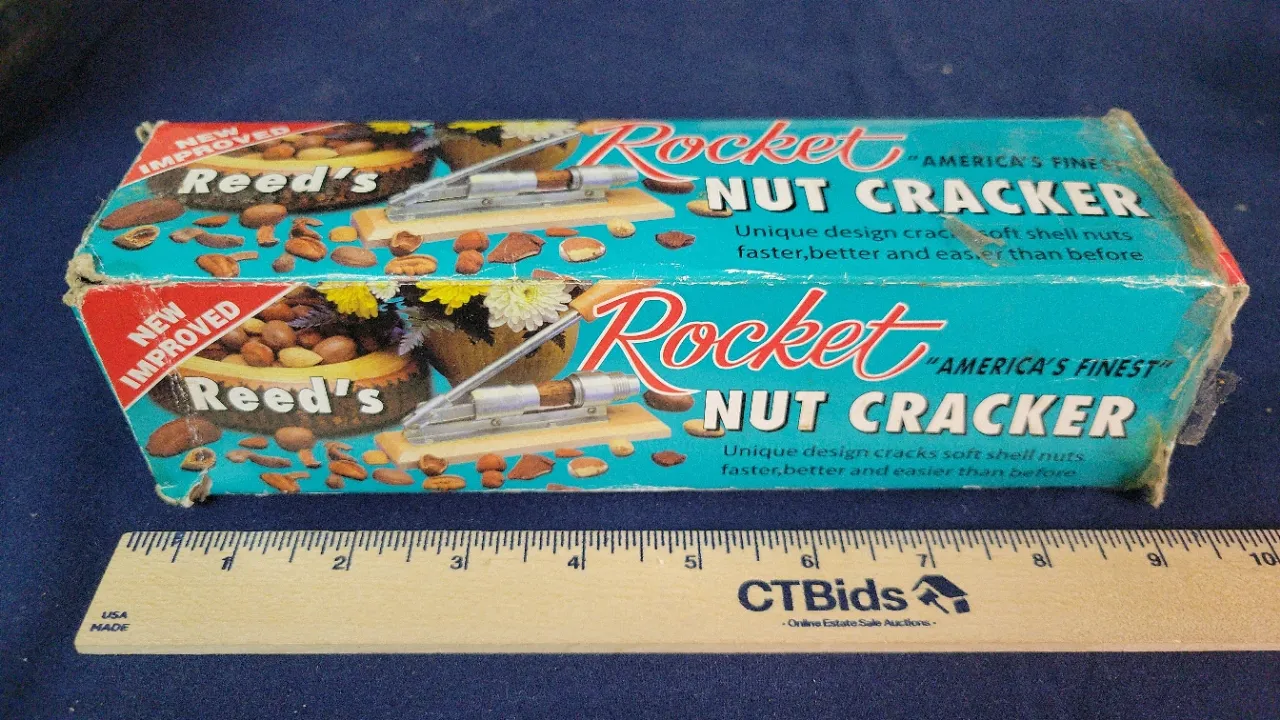 NEW
IMPROVED
Reed's
Rocket
"AMERICA'S FINEST"
NUT CRACKER
Unique design cracks soft shell nuts
faster,better and easier than before
NEW
IMPROVED
Reed's
Rocket
"AMERICA'S FINEST"
NUT CRACKER
Unique design cracks soft shell nuts
faster,better and easier than before
1 2 3 4 5 6 7 8 9 10
USA
MADE
CTBids
- Online Estate Sale Auctions -